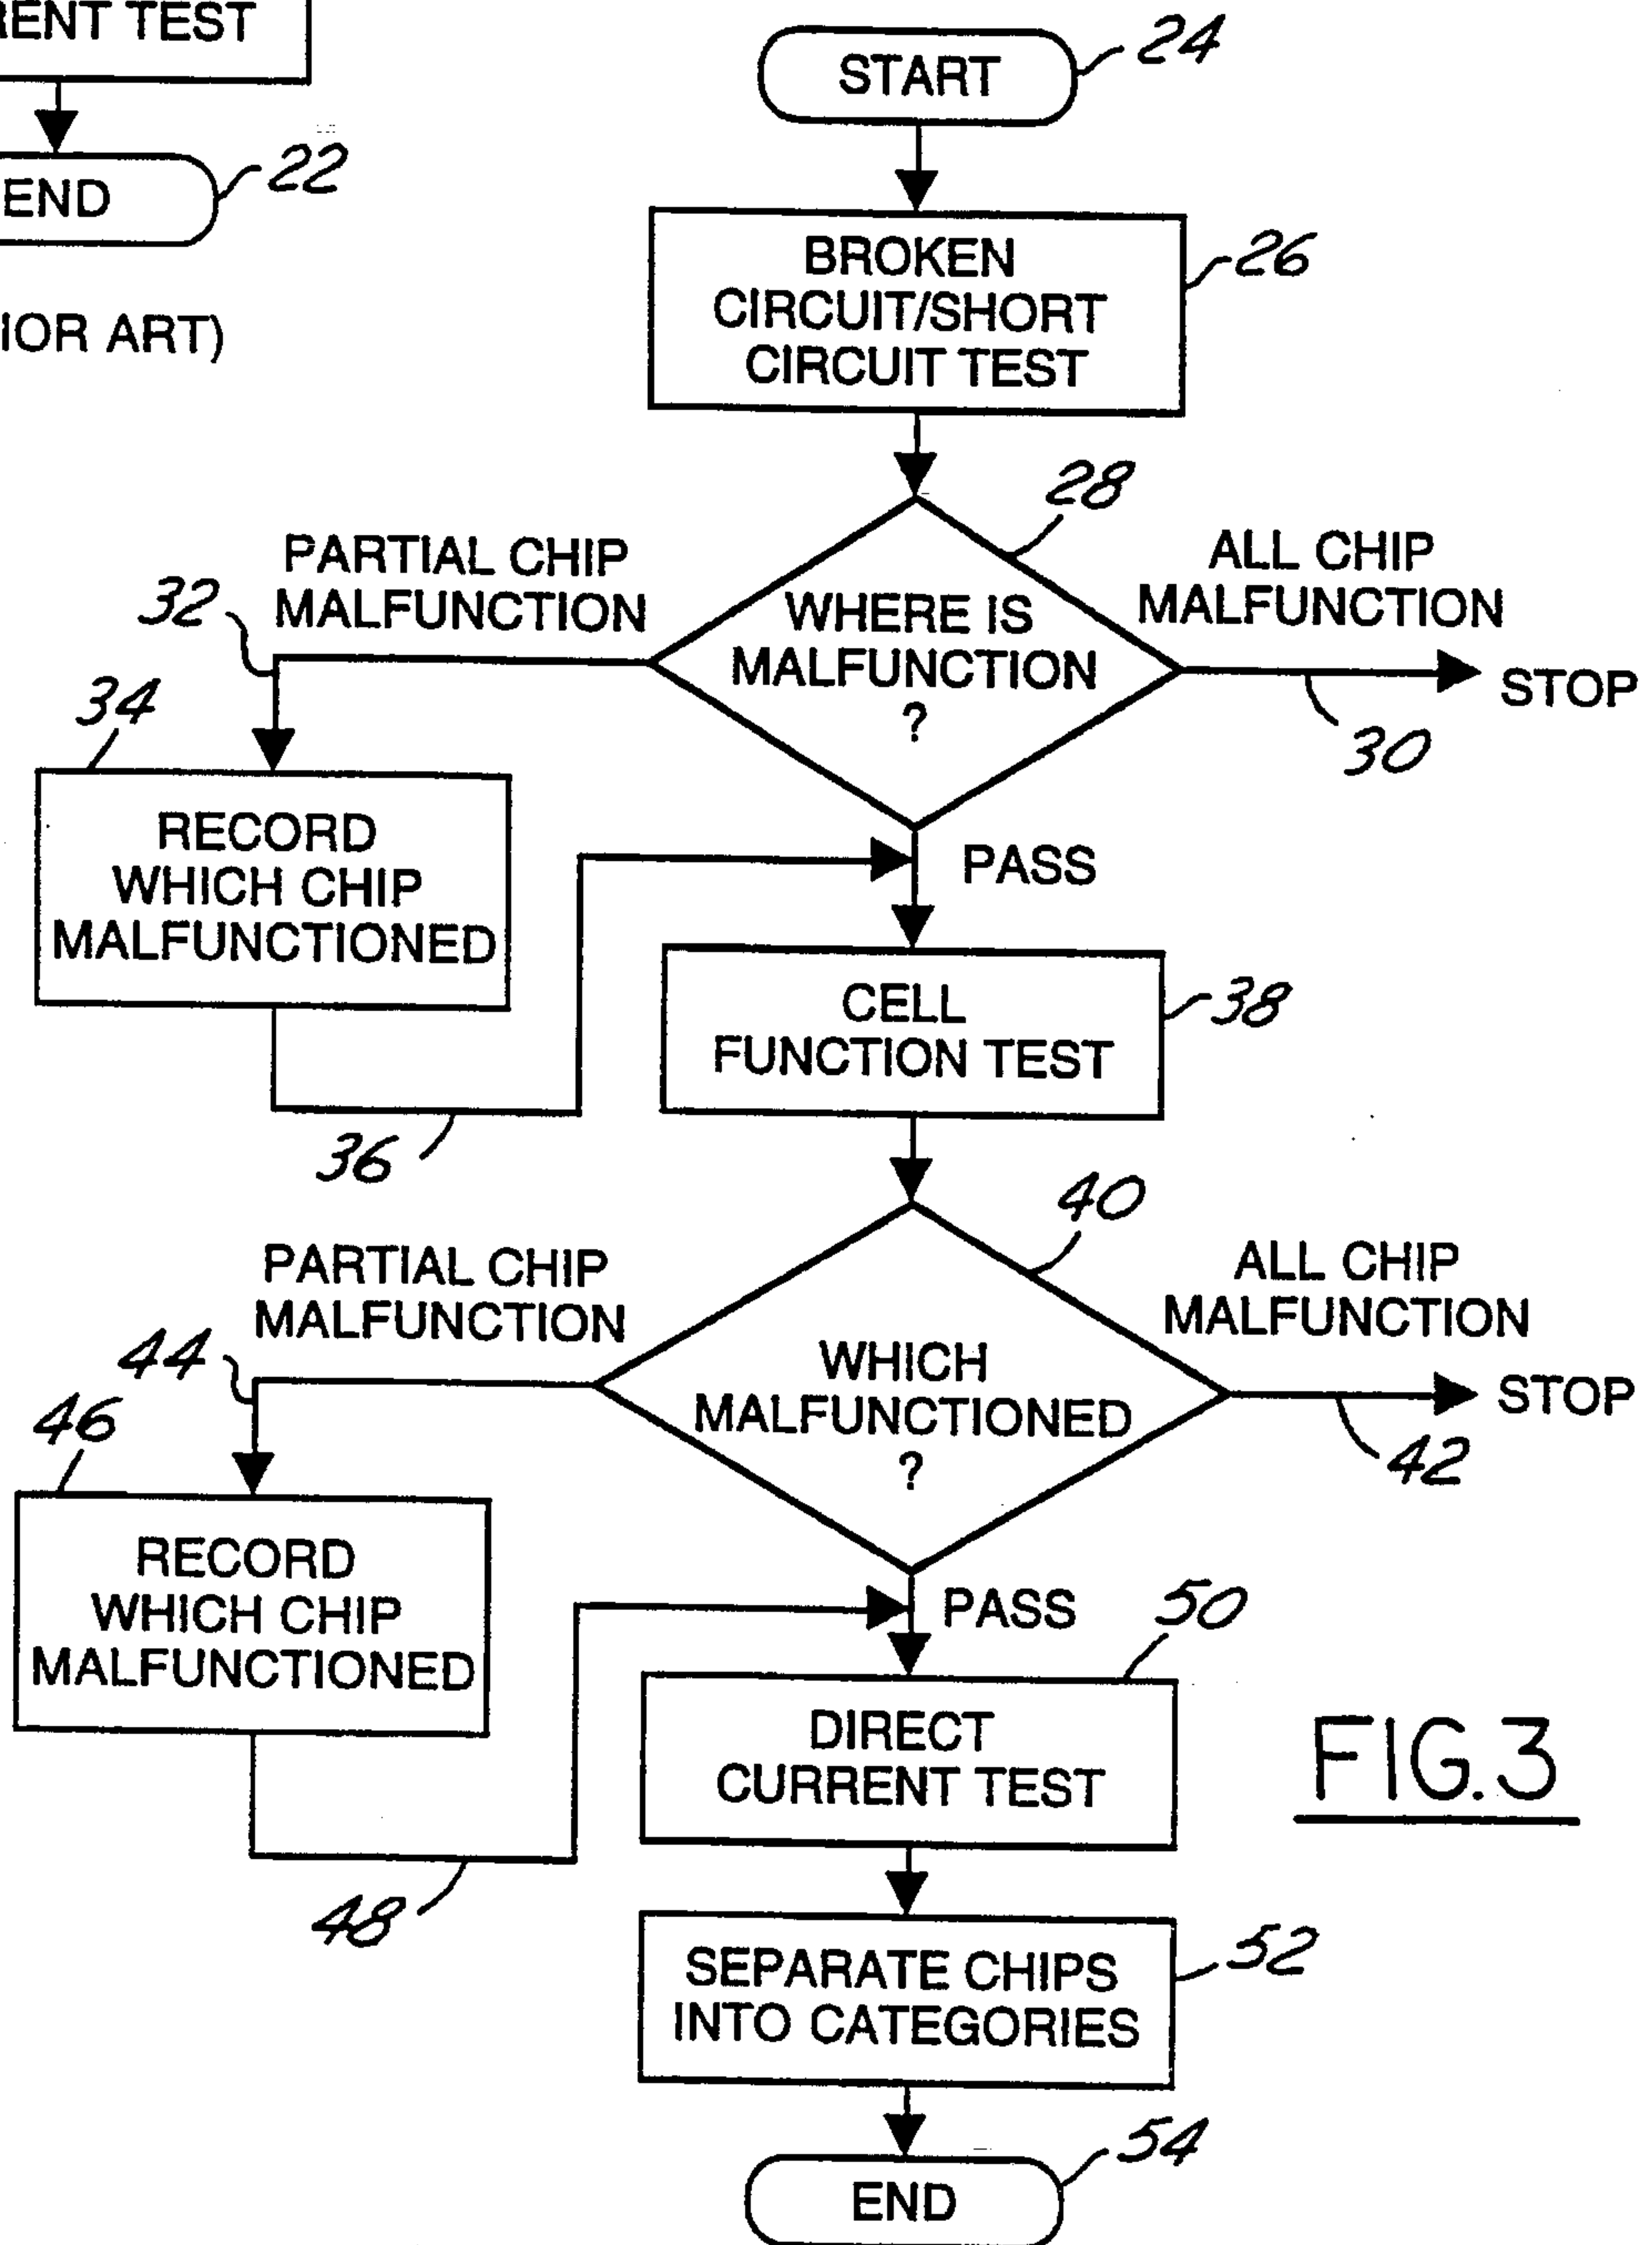 RENT TEST
END
22
IOR ART)
START
24
BROKEN
CIRCUIT/SHORT
CIRCUIT TEST
26
28
PARTIAL CHIP
MALFUNCTION
32
WHERE IS
MALFUNCTION
?
ALL CHIP
MALFUNCTION
STOP
30
34
RECORD
WHICH CHIP
MALFUNCTIONED
36
PASS
CELL
FUNCTION TEST
38
40
PARTIAL CHIP
MALFUNCTION
44
WHICH
MALFUNCTIONED
?
ALL CHIP
MALFUNCTION
STOP
42
46
RECORD
WHICH CHIP
MALFUNCTIONED
48
PASS
50
DIRECT
CURRENT TEST
FIG.3
SEPARATE CHIPS
INTO CATEGORIES
52
END
54